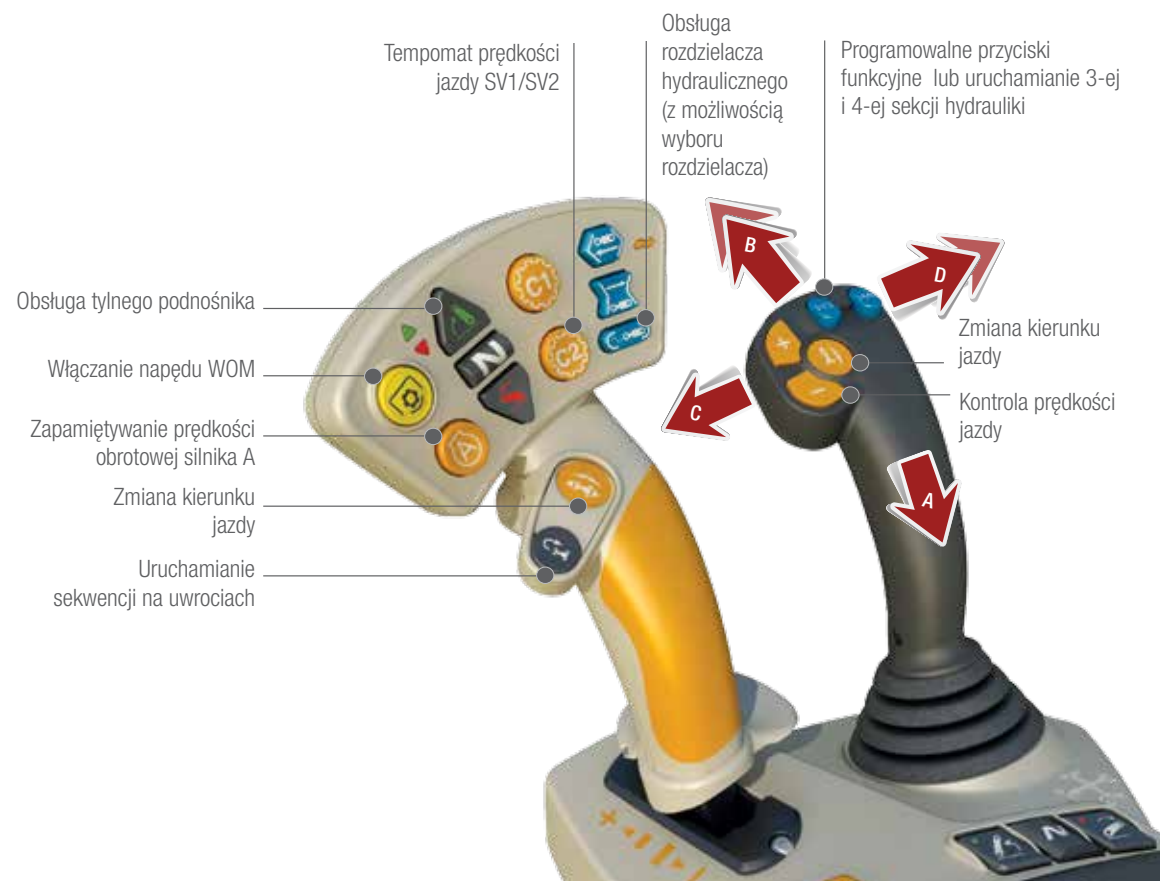 Obsługa
rozdzielacza
hydraulicznego
(z możliwością
wyboru
rozdzielacza)
Tempomat prędkości
jazdy SV1/SV2
Programowalne przyciski
funkcyjne lub uruchamianie 3-ej
i 4-ej sekcji hydrauliki
Obsługa tylnego podnośnika
Włączanie napędu WOM
Zapamiętywanie prędkości
obrotowej silnika A
Zmiana kierunku
jazdy
Uruchamianie
sekwencji na uwrociach
Zmiana kierunku
jazdy
Kontrola prędkości
jazdy
B
D
C
A
C1
C2
N
A
+
–
+
N